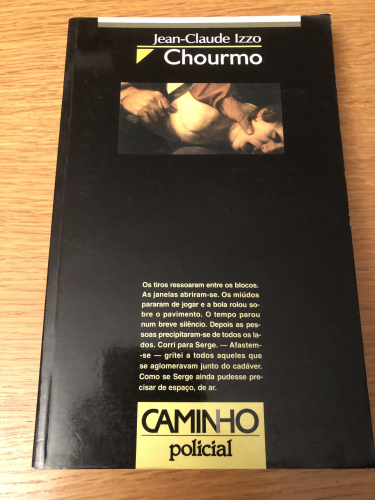 Jean-Claude Izzo
Chourmo
Os tiros ressoaram entre os blocos.
As janelas abriram-se. Os miúdos
pararam de jogar e a bola rolou so-
bre o pavimento. O tempo parou
num breve silêncio. Depois as pes-
soas precipitaram-se de todos os la-
dos. Corri para Serge. — Afastem-
-se — gritei a todos aqueles que
se aglomeravam junto do cadáver.
Como se Serge ainda pudesse pre-
cisar de espaço, de ar.
CAMINHO
policial